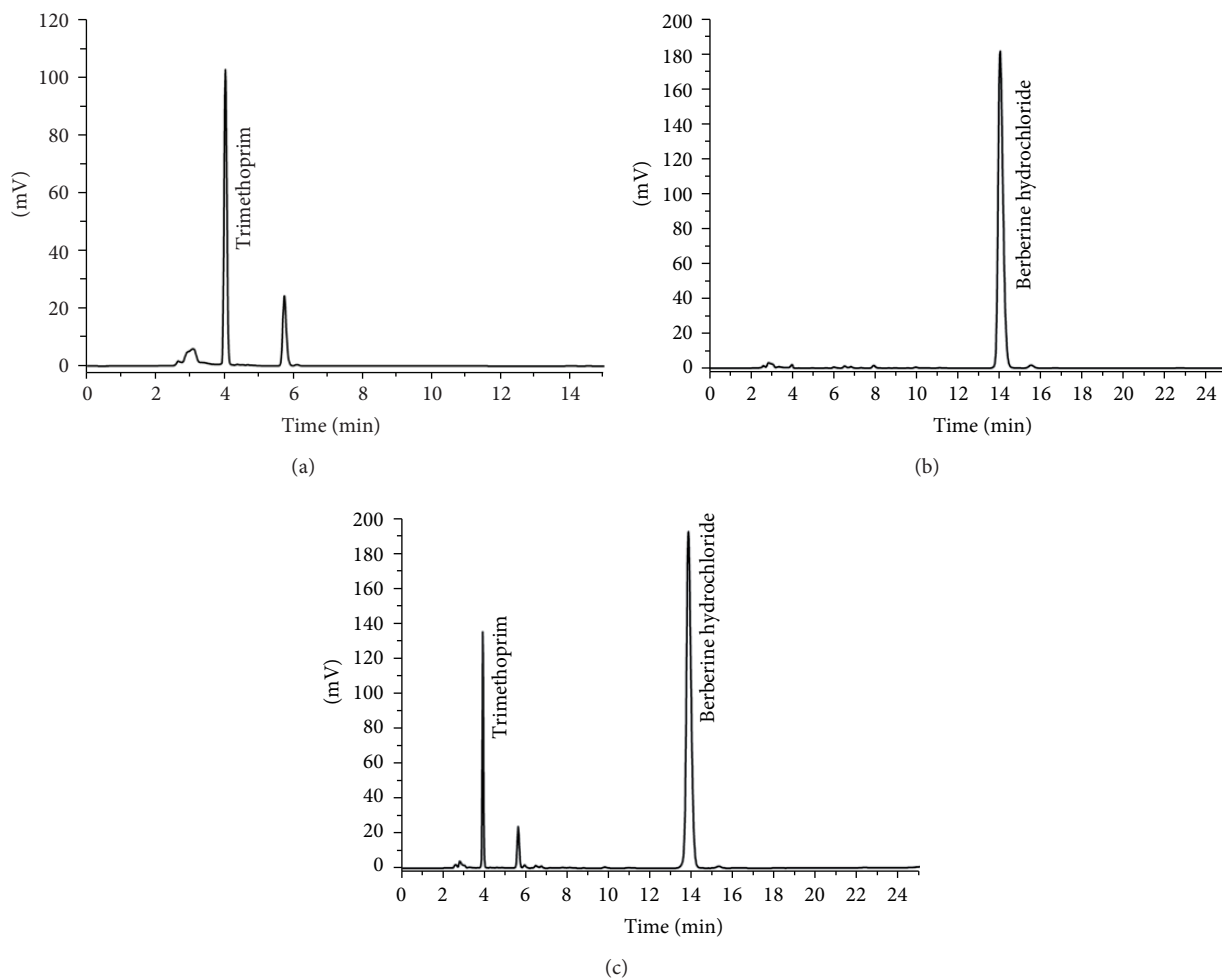 120
100
80
60
40
20
0
(mV)
Trimethoprim
0 2 4 6 8 10 12 14
Time (min)
(a)
200
180
160
140
120
100
80
60
40
20
0
(mV)
Berberine hydrochloride
0 2 4 6 8 10 12 14 16 18 20 22 24
Time (min)
(b)
200
180
160
140
120
100
80
60
40
20
0
(mV)
Trimethoprim
Berberine hydrochloride
0 2 4 6 8 10 12 14 16 18 20 22 24
Time (min)
(c)